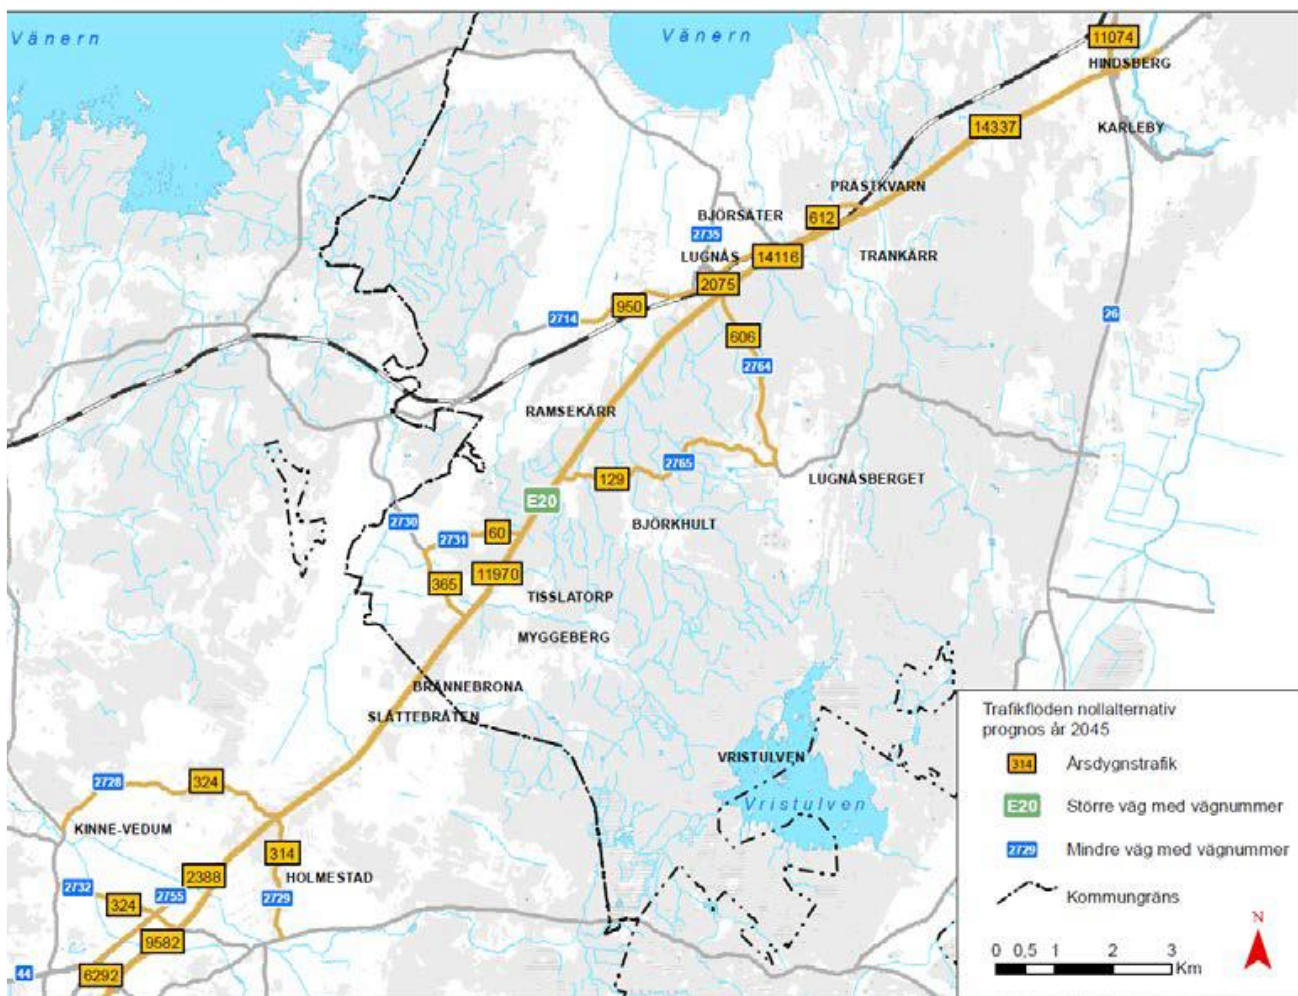 Vänern
Vänern
11074
HINDSBERG
14337
KARLEBY
PRÄSTKVARN
BJÖRSÄTER
612
2735
LUGNÅS
14116
TRANKÄRR
2075
950
2714
26
606
2764
RAMSEKÄRR
2765
129
LUGNÅSBERGET
E20
2730
BJÖRKHULT
60
2731
11970
365
TISSLATORP
MYGGEBERG
BRÄNNEBRONA
SLÄTTEBRÅTEN
VRISTULVEN
Vristulven
2728
324
KINNE-VEDUM
314
2388
HOLMESTAD
2732
2755
2729
324
9582
44
6292
Trafikflöden nollalternativ
prognos år 2045
314 Årsdygnstrafik
E20 Större väg med vägnummer
2729 Mindre väg med vägnummer
Kommungräns
N
0 0,5 1 2 3
Km